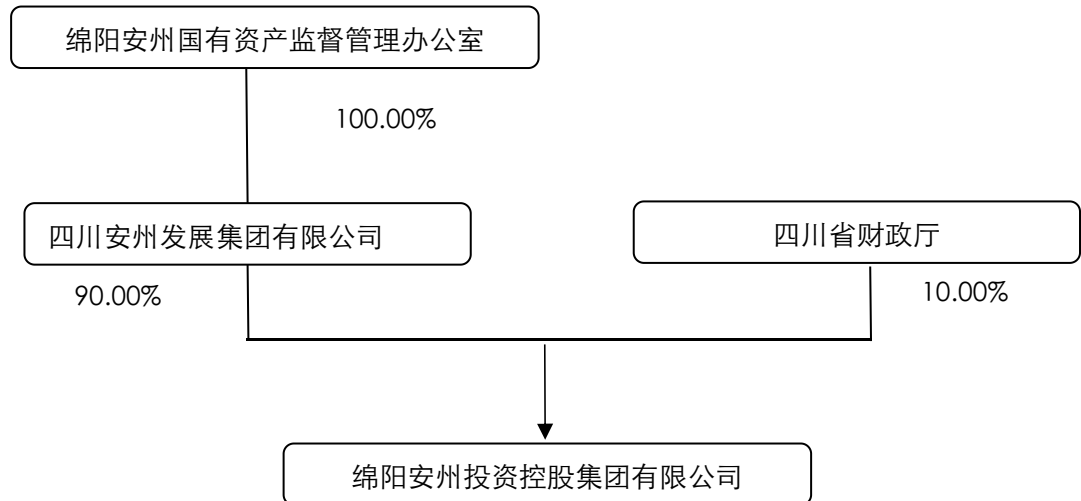 绵阳安州国有资产监督管理办公室
100.00%
四川安州发展集团有限公司
四川省财政厅
90.00%
10.00%
绵阳安州投资控股集团有限公司